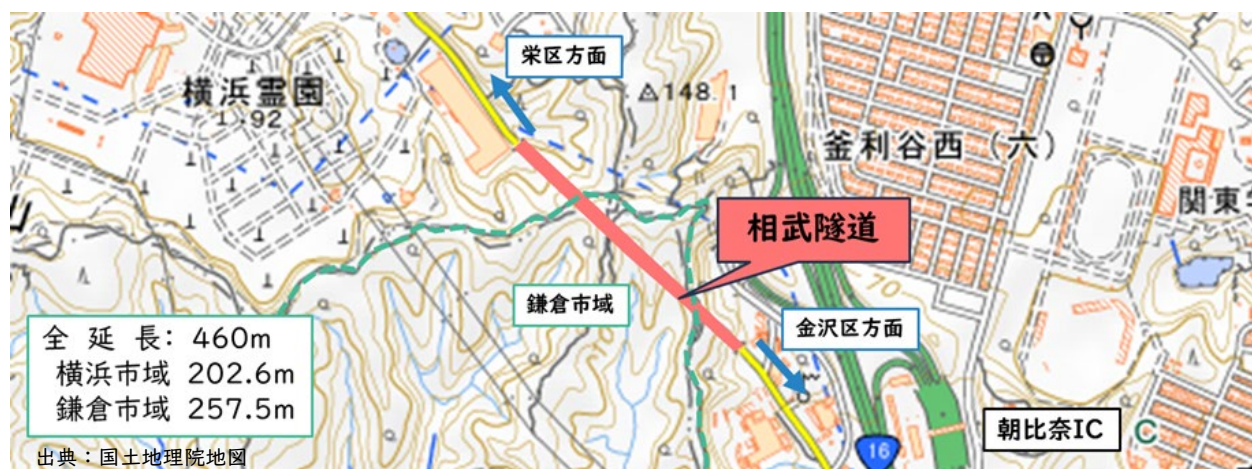 栄区方面
横浜霊園
1.92
148.1
釜利谷西（六）
関東
相武隧道
70
鎌倉市域
金沢区方面
全 延 長: 460m
横浜市域 202.6m
鎌倉市域 257.5m
朝比奈IC
C
16
出典：国土地理院地図